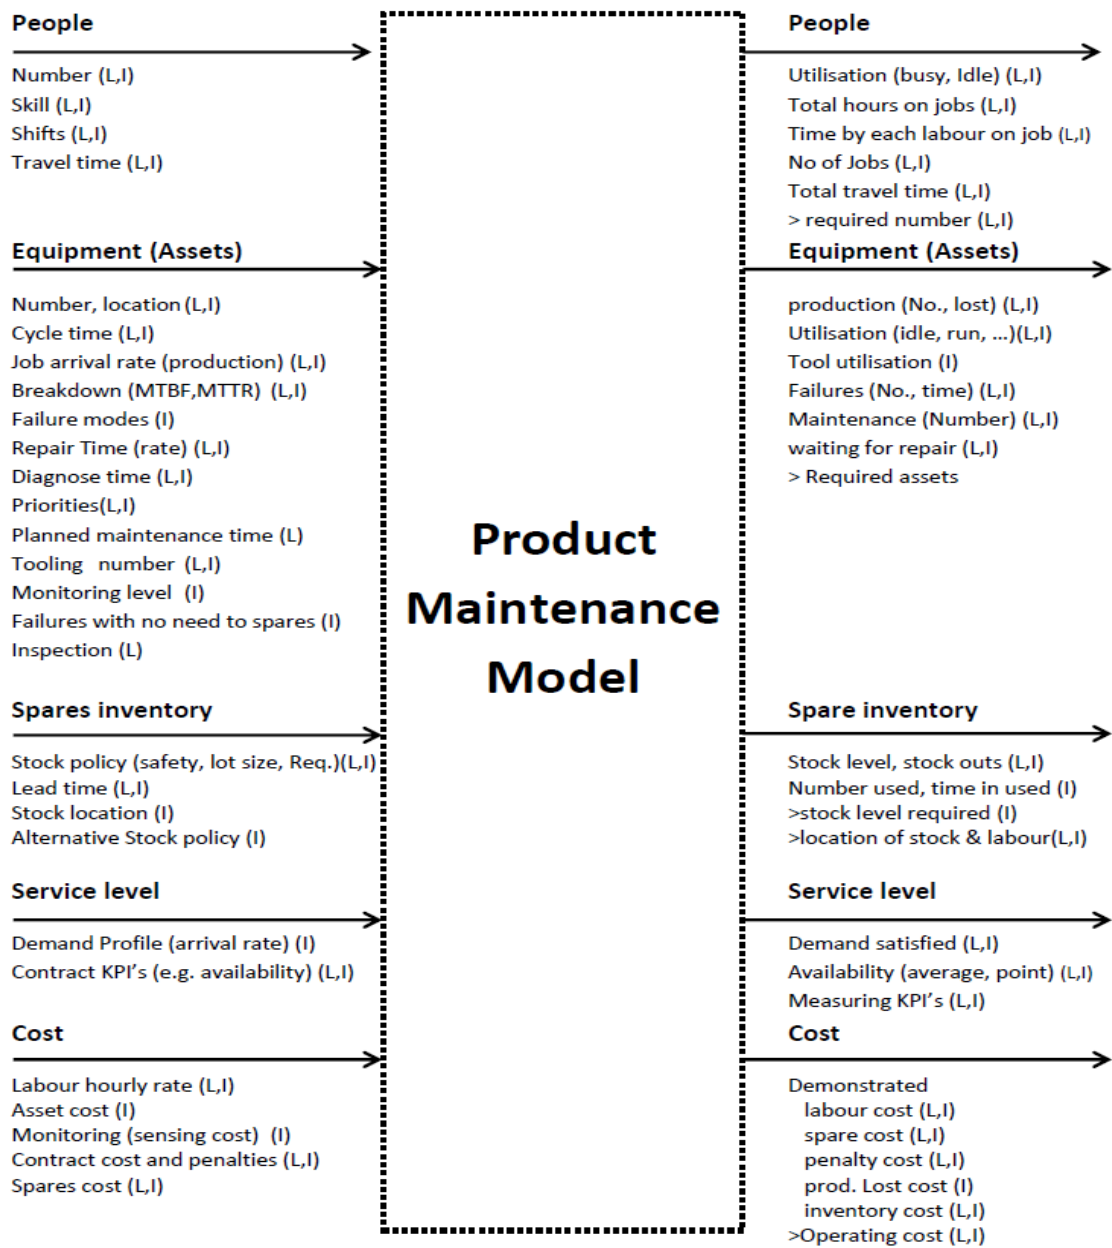 People
Number (L,I)
Skill (L,I)
Shifts (L,I)
Travel time (L,I)
Equipment (Assets)
Number, location (L,I)
Cycle time (L,I)
Job arrival rate (production) (L,I)
Breakdown (MTBF,MTTR) (L,I)
Failure modes (I)
Repair Time (rate) (L,I)
Diagnose time (L,I)
Priorities(L,I)
Planned maintenance time (L)
Tooling number (L,I)
Monitoring level (I)
Failures with no need to spares (I)
Inspection (L)
Spares inventory
Stock policy (safety, lot size, Req.)(L,I)
Lead time (L,I)
Stock location (I)
Alternative Stock policy (I)
Service level
Demand Profile (arrival rate) (I)
Contract KPI's (e.g. availability) (L,I)
Cost
Labour hourly rate (L,I)
Asset cost (I)
Monitoring (sensing cost) (I)
Contract cost and penalties (L,I)
Spares cost (L,I)
Product
Maintenance
Model
People
Utilisation (busy, Idle) (L,I)
Total hours on jobs (L,I)
Time by each labour on job (L,I)
No of Jobs (L,I)
Total travel time (L,I)
> required number (L,I)
Equipment (Assets)
production (No., lost) (L,I)
Utilisation (idle, run, ...)(L,I)
Tool utilisation (I)
Failures (No., time) (L,I)
Maintenance (Number) (L,I)
waiting for repair (L,I)
> Required assets
Spare inventory
Stock level, stock outs (L,I)
Number used, time in used (I)
>stock level required (I)
>location of stock & labour(L,I)
Service level
Demand satisfied (L,I)
Availability (average, point) (L,I)
Measuring KPI's (L,I)
Cost
Demonstrated
labour cost (L,I)
spare cost (L,I)
penalty cost (L,I)
prod. Lost cost (I)
inventory cost (L,I)
>Operating cost (L,I)